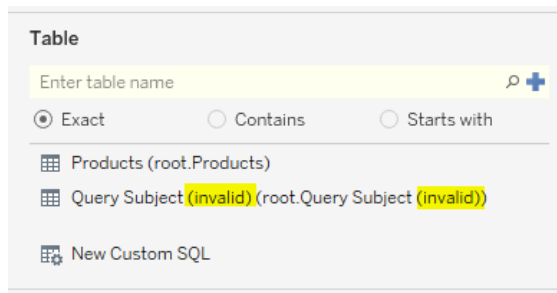 Table
Enter table name
Exact Contains Starts with
Products (root.Products)
Query Subject (invalid) (root.Query Subject (invalid))
New Custom SQL